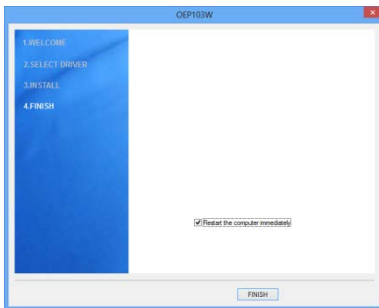 OEP103W
1.WELCOME
2.SELECT DRIVER
3.INSTALL
4.FINISH
Restart the computer immediately
FINISH